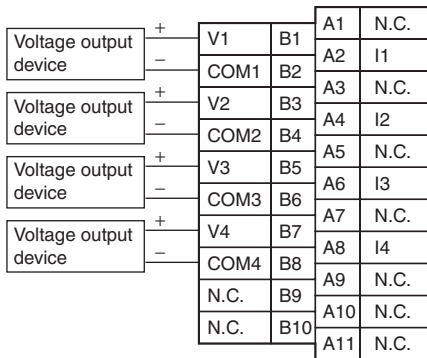 Voltage output
device
+
−
Voltage output
device
+
−
Voltage output
device
+
−
Voltage output
device
+
−
V1 B1
COM1 B2
V2 B3
COM2 B4
V3 B5
COM3 B6
V4 B7
COM4 B8
N.C. B9
N.C. B10
A1 N.C.
A2 I1
A3 N.C.
A4 I2
A5 N.C.
A6 I3
A7 N.C.
A8 I4
A9 N.C.
A10 N.C.
A11 N.C.